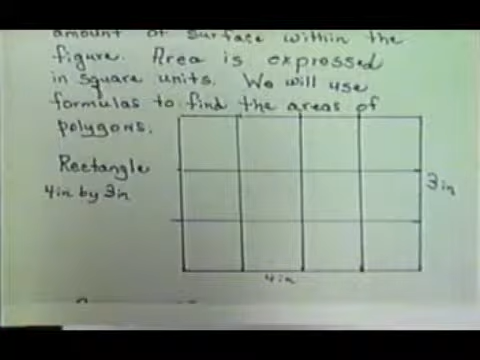 amount of surface within the
figure. Area is expressed
in square units. We will use
formulas to find the areas of
polygons.
Rectangle
4in by 3in
3in
4in